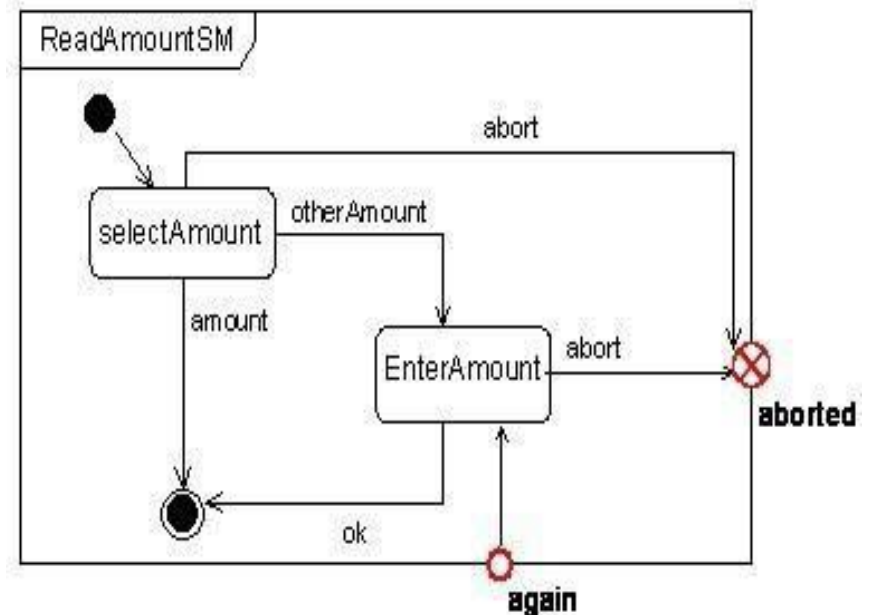 ReadAmountSM
abort
otherAmount
selectAmount
amount
abort
EnterAmount
aborted
ok
again